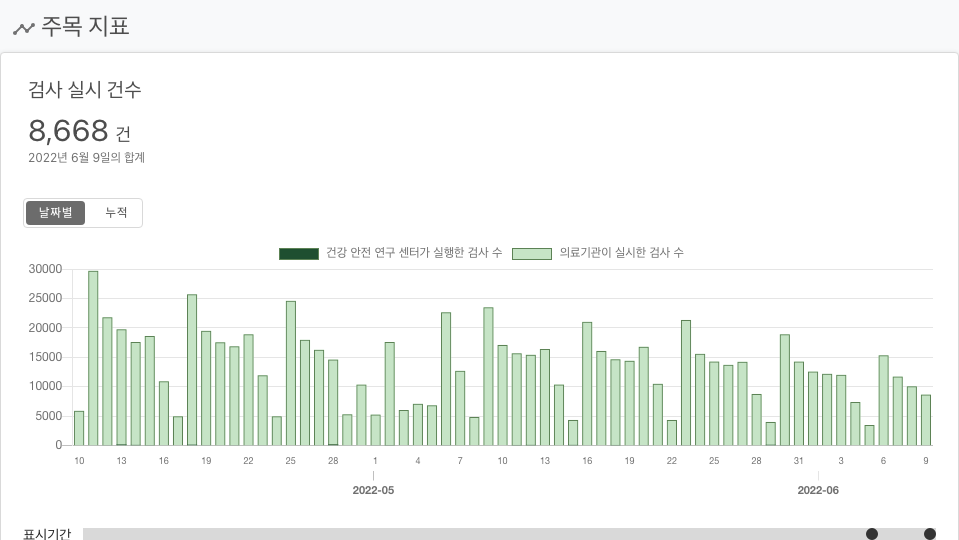 주목 지표
검사 실시 건수
8,668 건
2022년 6월 9일의 합계
날짜별 누적
건강 안전 연구 센터가 실행한 검사 수 의료기관이 실시한 검사 수
30000
25000
20000
15000
10000
5000
0
10 13 16 19 22 25 28 1 4 7 10 13 16 19 22 25 28 31 3 6 9
2022-05 2022-06
표시기간